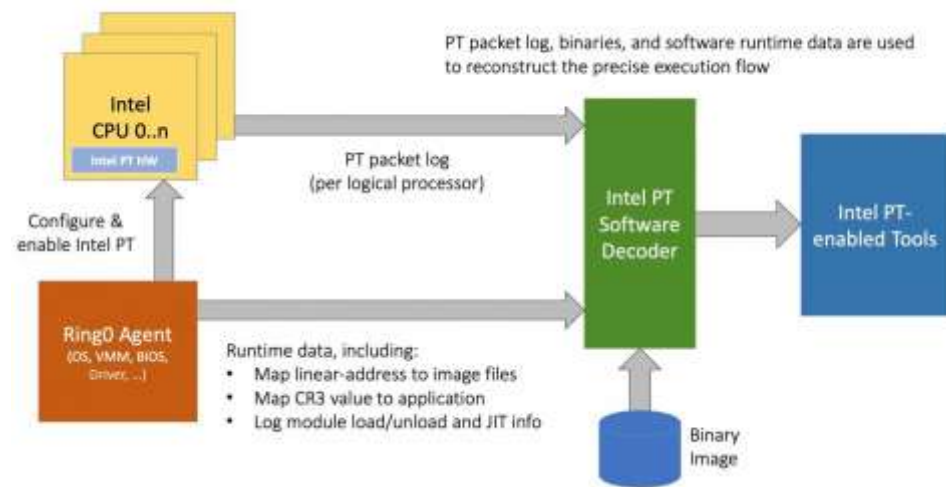 PT packet log, binaries, and software runtime data are used
to reconstruct the precise execution flow
Intel
CPU 0..n
Intel PT HW
PT packet log
(per logical processor)
Configure &
enable Intel PT
Intel PT
Software
Decoder
Intel PT-
enabled Tools
Ring0 Agent
(OS, VMM, BIOS,
Driver, ...)
Runtime data, including:
• Map linear-address to image files
• Map CR3 value to application
• Log module load/unload and JIT info
Binary
Image